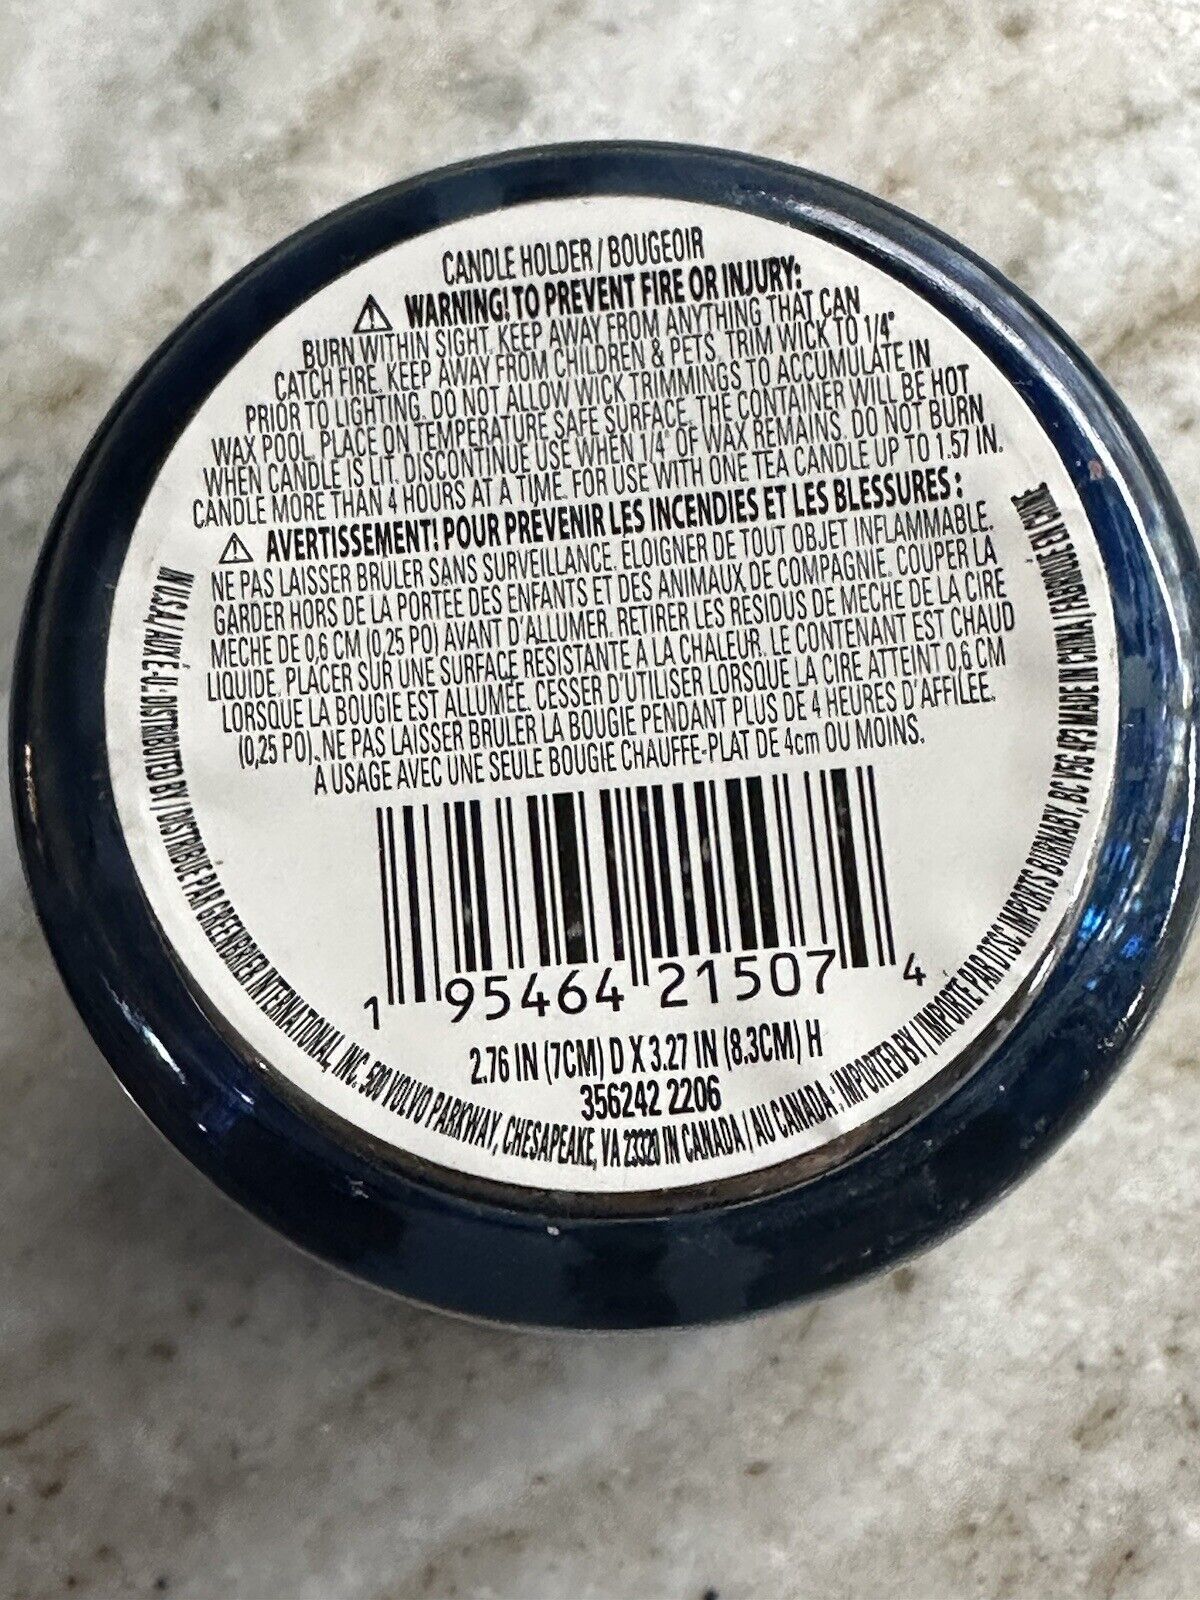 CANDLE HOLDER / BOUGEOIR
⚠ WARNING! TO PREVENT FIRE OR INJURY:
BURN WITHIN SIGHT. KEEP AWAY FROM ANYTHING THAT CAN
CATCH FIRE. KEEP AWAY FROM CHILDREN & PETS. TRIM WICK TO 1/4"
PRIOR TO LIGHTING. DO NOT ALLOW WICK TRIMMINGS TO ACCUMULATE IN
WAX POOL. PLACE ON TEMPERATURE SAFE SURFACE. THE CONTAINER WILL BE HOT
WHEN CANDLE IS LIT. DISCONTINUE USE WHEN 1/4" OF WAX REMAINS. DO NOT BURN
CANDLE MORE THAN 4 HOURS AT A TIME. FOR USE WITH ONE TEA CANDLE UP TO 1.57 IN.
⚠ AVERTISSEMENT! POUR PRÉVENIR LES INCENDIES ET LES BLESSURES :
NE PAS LAISSER BRÛLER SANS SURVEILLANCE. ÉLOIGNER DE TOUT OBJET INFLAMMABLE.
GARDER HORS DE LA PORTÉE DES ENFANTS ET DES ANIMAUX DE COMPAGNIE. COUPER LA
MÈCHE DE 0,6 CM (0,25 PO) AVANT D'ALLUMER. RETIRER LES RÉSIDUS DE MÈCHE DE LA CIRE
LIQUIDE. PLACER SUR UNE SURFACE RÉSISTANTE À LA CHALEUR. LE CONTENANT EST CHAUD
LORSQUE LA BOUGIE EST ALLUMÉE. CESSER D'UTILISER LORSQUE LA CIRE ATTEINT 0,6 CM
(0,25 PO). NE PAS LAISSER BRÛLER LA BOUGIE PENDANT PLUS DE 4 HEURES D'AFFILÉE.
À USAGE AVEC UNE SEULE BOUGIE CHAUFFE-PLAT DE 4cm OU MOINS.
1 95464 21507 4
2.76 IN (7CM) D X 3.27 IN (8.3CM) H
356242 2206
IN U.S.A./ AUX É.-U. DISTRIBUTED BY / DISTRIBUÉ PAR GREENBRIER INTERNATIONAL, INC. 500 VOLVO PARKWAY, CHESAPEAKE, VA 23320 IN CANADA / AU CANADA : IMPORTED BY / IMPORTÉ PAR DTSC IMPORTS BURNABY, BC V5G 4P3 MADE IN CHINA / FABRIQUÉ EN CHINE